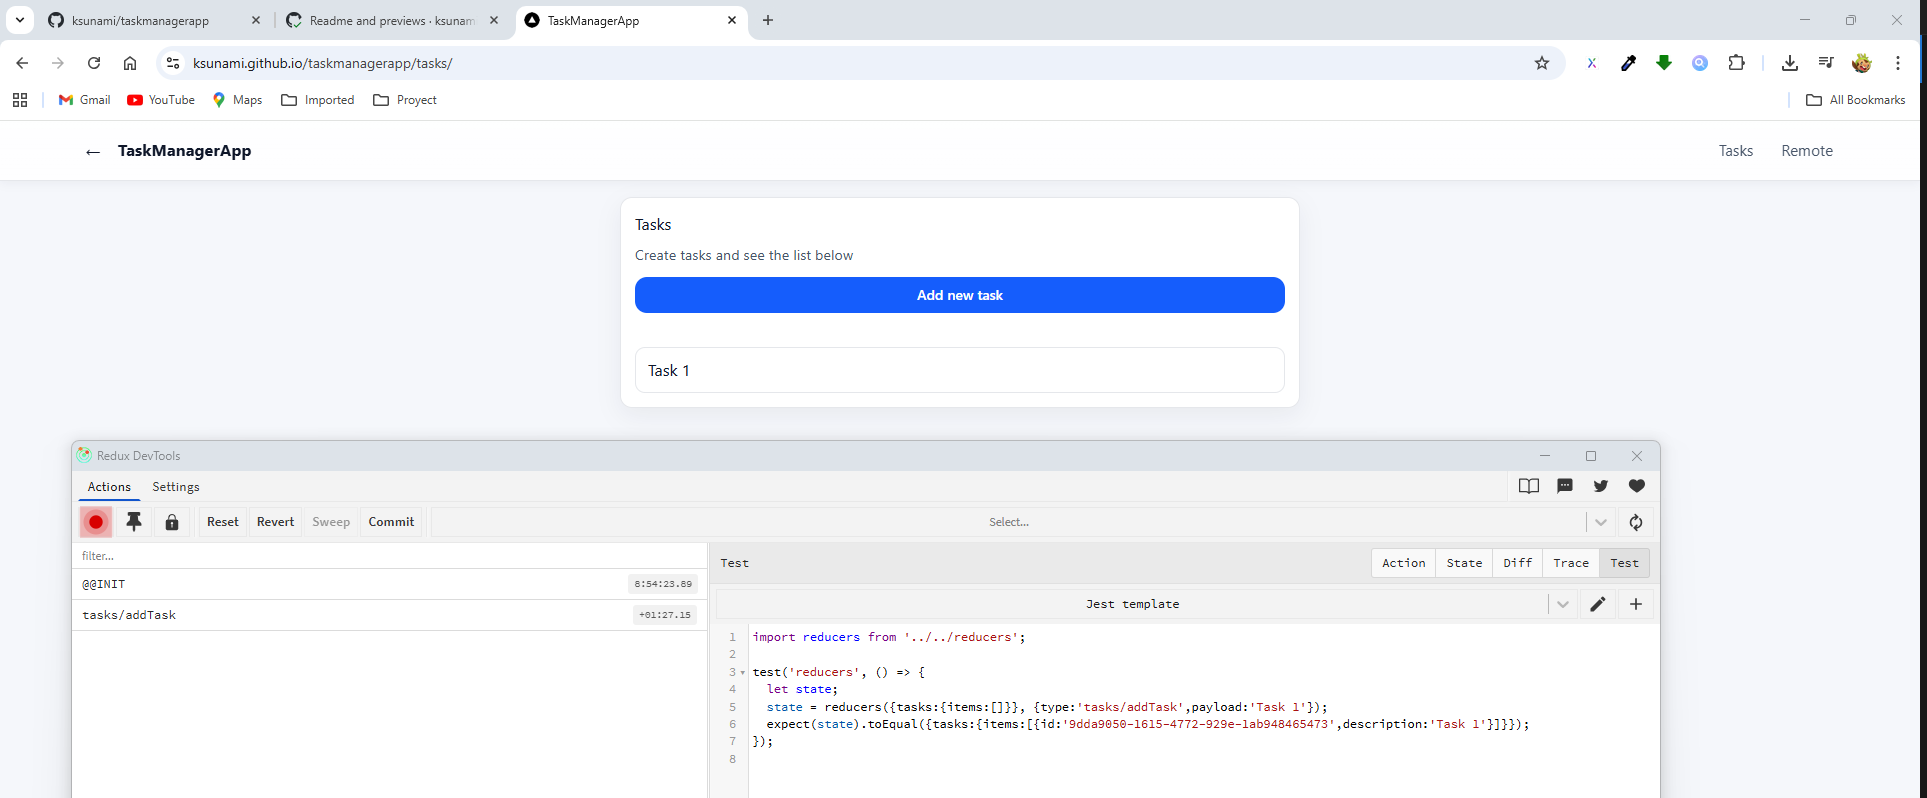 ksunami/taskmanagerapp
Readme and previews · ksunam
TaskManagerApp
ksunami.github.io/taskmanagerapp/tasks/
Gmail
YouTube
Maps
Imported
Proyect
All Bookmarks
← TaskManagerApp
Tasks
Remote
Tasks
Create tasks and see the list below
Add new task
Task 1
Redux DevTools
Actions
Settings
Reset
Revert
Sweep
Commit
Select...
filter...
@@INIT
8:54:23.89
tasks/addTask
+01:27.15
Test
Action
State
Diff
Trace
Test
Jest template
1 import reducers from '../../reducers';
2
3 test('reducers', () => {
4   let state;
5   state = reducers({tasks:{items:[]}}, {type:'tasks/addTask',payload:'Task 1'});
6   expect(state).toEqual({tasks:{items:[{id:'9dda9050-1615-4772-929e-1ab948465473',description:'Task 1'}]}});
7 });
8